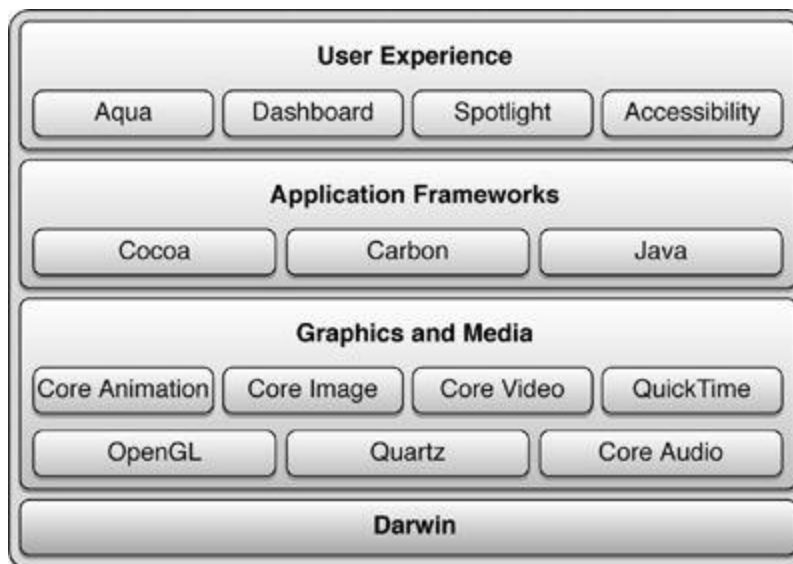 User Experience
Aqua Dashboard Spotlight Accessibility
Application Frameworks
Cocoa Carbon Java
Graphics and Media
Core Animation Core Image Core Video QuickTime
OpenGL Quartz Core Audio
Darwin